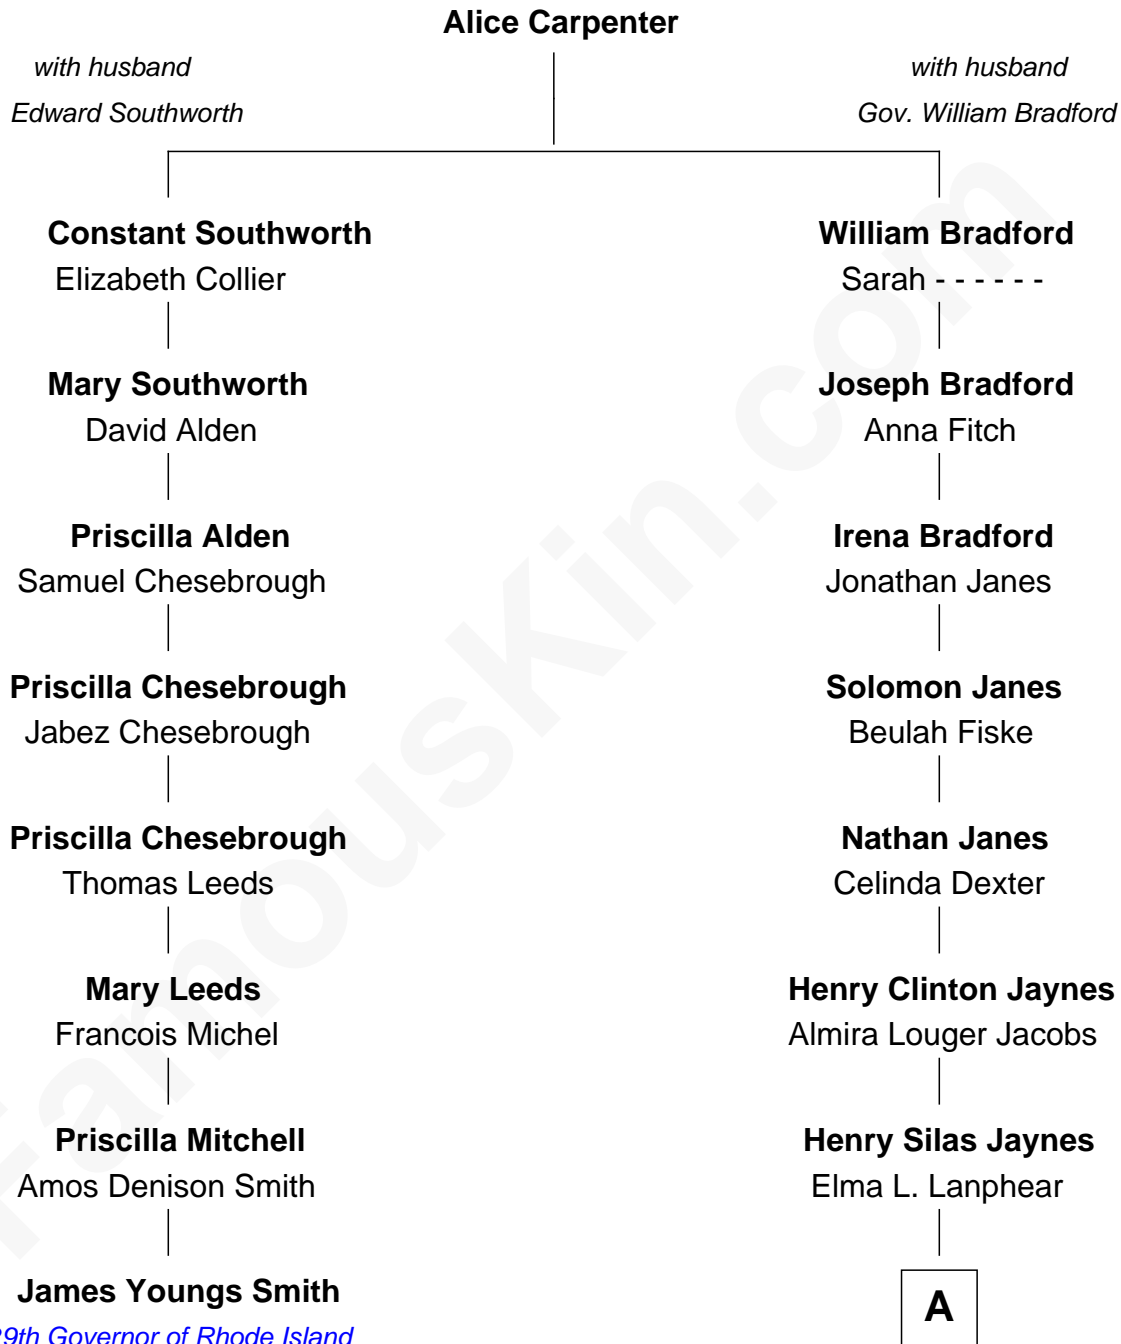 Alice Carpenter
with husband
Edward Southworth
with husband
Gov. William Bradford
Constant Southworth
Elizabeth Collier
William Bradford
Sarah - - - - - -
Mary Southworth
David Alden
Joseph Bradford
Anna Fitch
Priscilla Alden
Samuel Chesebrough
Irena Bradford
Jonathan Janes
Priscilla Chesebrough
Jabez Chesebrough
Solomon Janes
Beulah Fiske
Priscilla Chesebrough
Thomas Leeds
Nathan Janes
Celinda Dexter
Mary Leeds
Francois Michel
Henry Clinton Jaynes
Almira Louger Jacobs
Priscilla Mitchell
Amos Denison Smith
Henry Silas Jaynes
Elma L. Lanphear
James Youngs Smith
29th Governor of Rhode Island
A
FamousKin.com